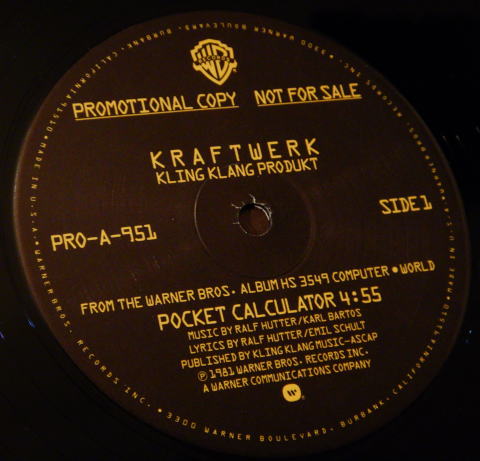 PROMOTIONAL COPY NOT FOR SALE
KRAFTWERK
KLING KLANG PRODUKT
SIDE 1
PRO-A-951
FROM THE WARNER BROS. ALBUM HS 3549 COMPUTER • WORLD
POCKET CALCULATOR 4:55
MUSIC BY RALF HUTTER/KARL BARTOS
LYRICS BY RALF HUTTER/EMIL SCHULT
PUBLISHED BY KLING KLANG MUSIC-ASCAP
℗ 1981 WARNER BROS. RECORDS INC.
A WARNER COMMUNICATIONS COMPANY
WARNER BROS. RECORDS INC. • 3300 WARNER BOULEVARD, BURBANK, CALIFORNIA 91510 • MADE IN U.S.A. •